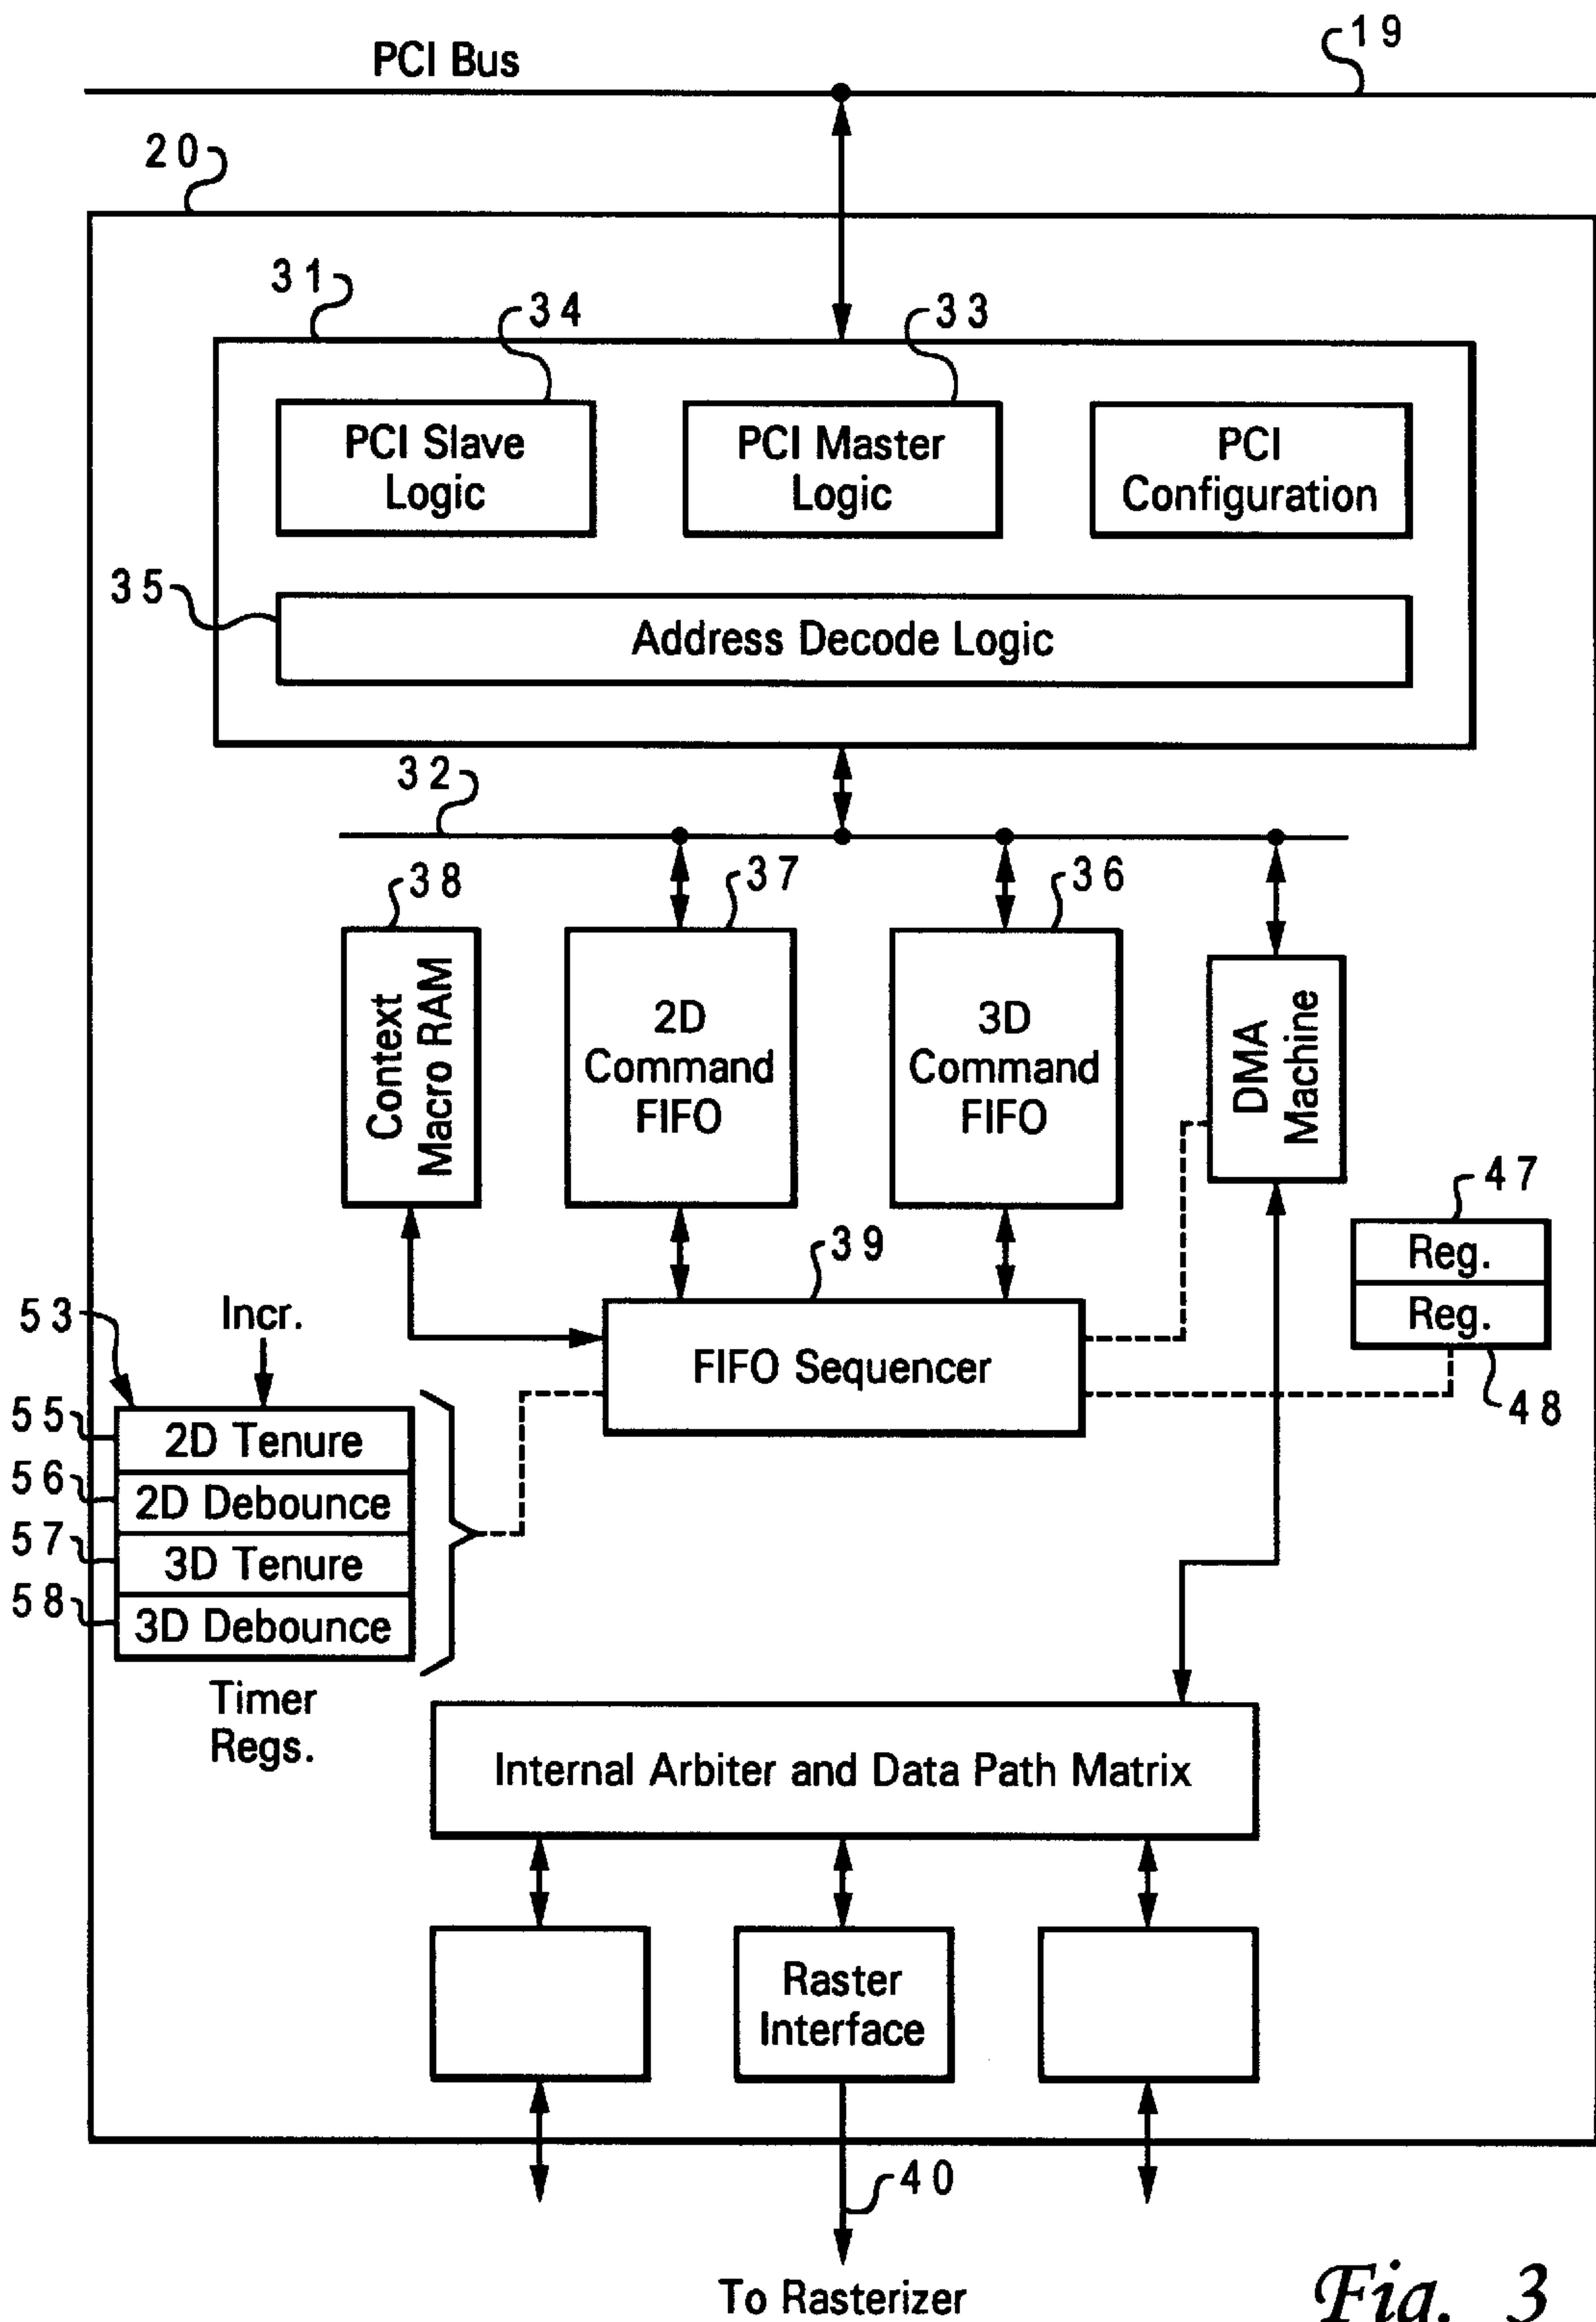 PCI Bus
19
20
31
34
33
PCI Slave
Logic
PCI Master
Logic
PCI
Configuration
35
Address Decode Logic
32
38
37
36
Context
Macro RAM
2D
Command
FIFO
3D
Command
FIFO
DMA
Machine
47
Reg.
Reg.
48
39
FIFO Sequencer
53
Incr.
55
2D Tenure
56
2D Debounce
57
3D Tenure
58
3D Debounce
Timer
Regs.
Internal Arbiter and Data Path Matrix
Raster
Interface
40
To Rasterizer
Fig. 3